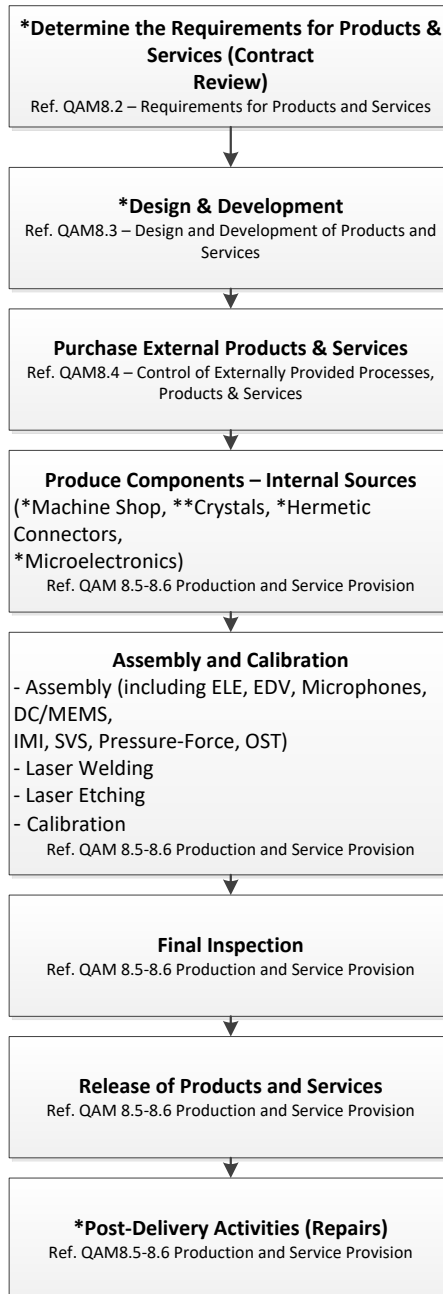 *Determine the Requirements for Products &
Services (Contract
Review)
Ref. QAM8.2 – Requirements for Products and Services
*Design & Development
Ref. QAM8.3 – Design and Development of Products and
Services
Purchase External Products & Services
Ref. QAM8.4 – Control of Externally Provided Processes,
Products & Services
Produce Components – Internal Sources
(*Machine Shop, **Crystals, *Hermetic
Connectors,
*Microelectronics)
Ref. QAM 8.5-8.6 Production and Service Provision
Assembly and Calibration
- Assembly (including ELE, EDV, Microphones,
DC/MEMS,
IMI, SVS, Pressure-Force, OST)
- Laser Welding
- Laser Etching
- Calibration
Ref. QAM 8.5-8.6 Production and Service Provision
Final Inspection
Ref. QAM 8.5-8.6 Production and Service Provision
Release of Products and Services
Ref. QAM 8.5-8.6 Production and Service Provision
*Post-Delivery Activities (Repairs)
Ref. QAM8.5-8.6 Production and Service Provision